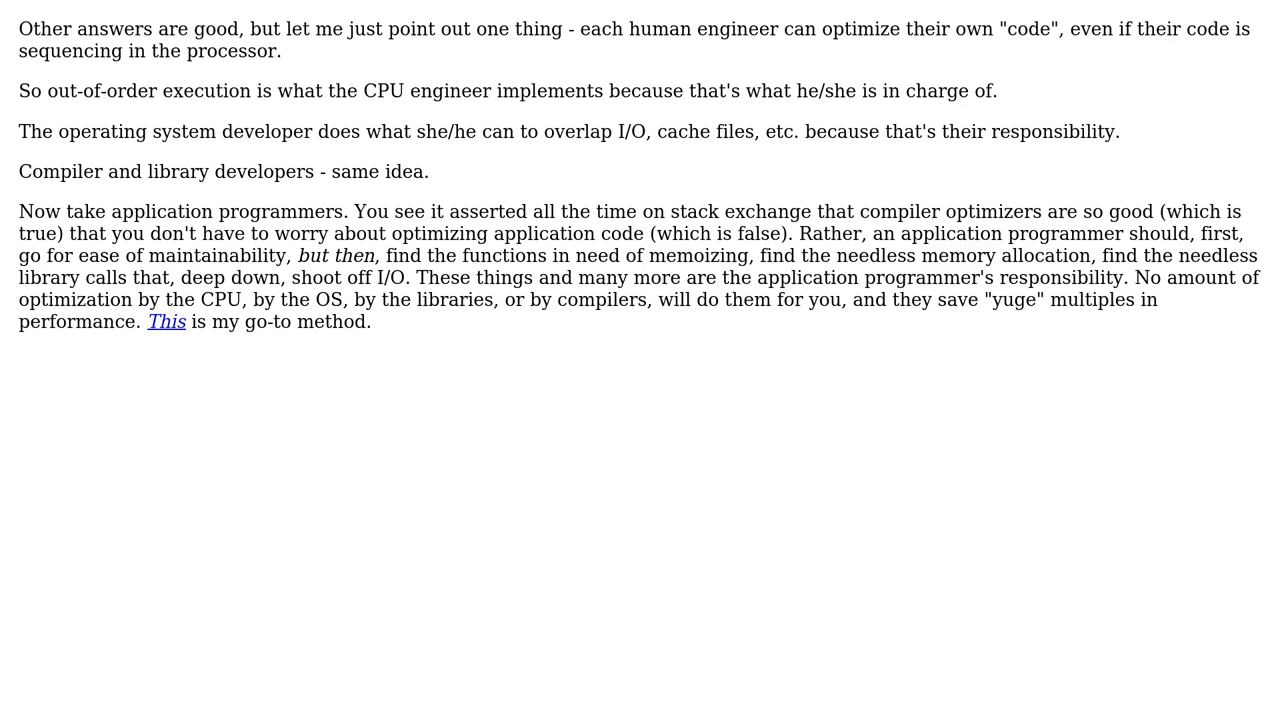 Other answers are good, but let me just point out one thing - each human engineer can optimize their own "code", even if their code is
sequencing in the processor.
So out-of-order execution is what the CPU engineer implements because that's what he/she is in charge of.
The operating system developer does what she/he can to overlap I/O, cache files, etc. because that's their responsibility.
Compiler and library developers - same idea.
Now take application programmers. You see it asserted all the time on stack exchange that compiler optimizers are so good (which is
true) that you don't have to worry about optimizing application code (which is false). Rather, an application programmer should, first,
go for ease of maintainability, but then, find the functions in need of memoizing, find the needless memory allocation, find the needless
library calls that, deep down, shoot off I/O. These things and many more are the application programmer's responsibility. No amount of
optimization by the CPU, by the OS, by the libraries, or by compilers, will do them for you, and they save "yuge" multiples in
performance. This is my go-to method.